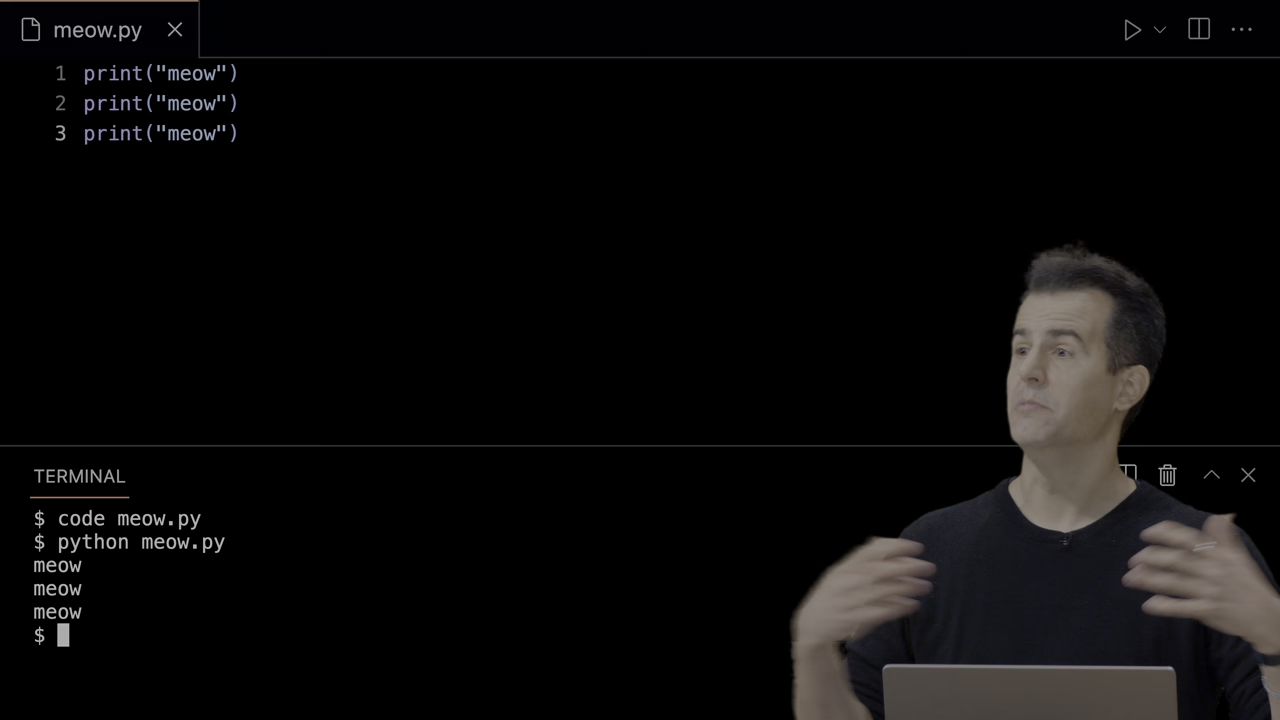 meow.py
1 print("meow")
2 print("meow")
3 print("meow")
TERMINAL
$ code meow.py
$ python meow.py
meow
meow
meow
$